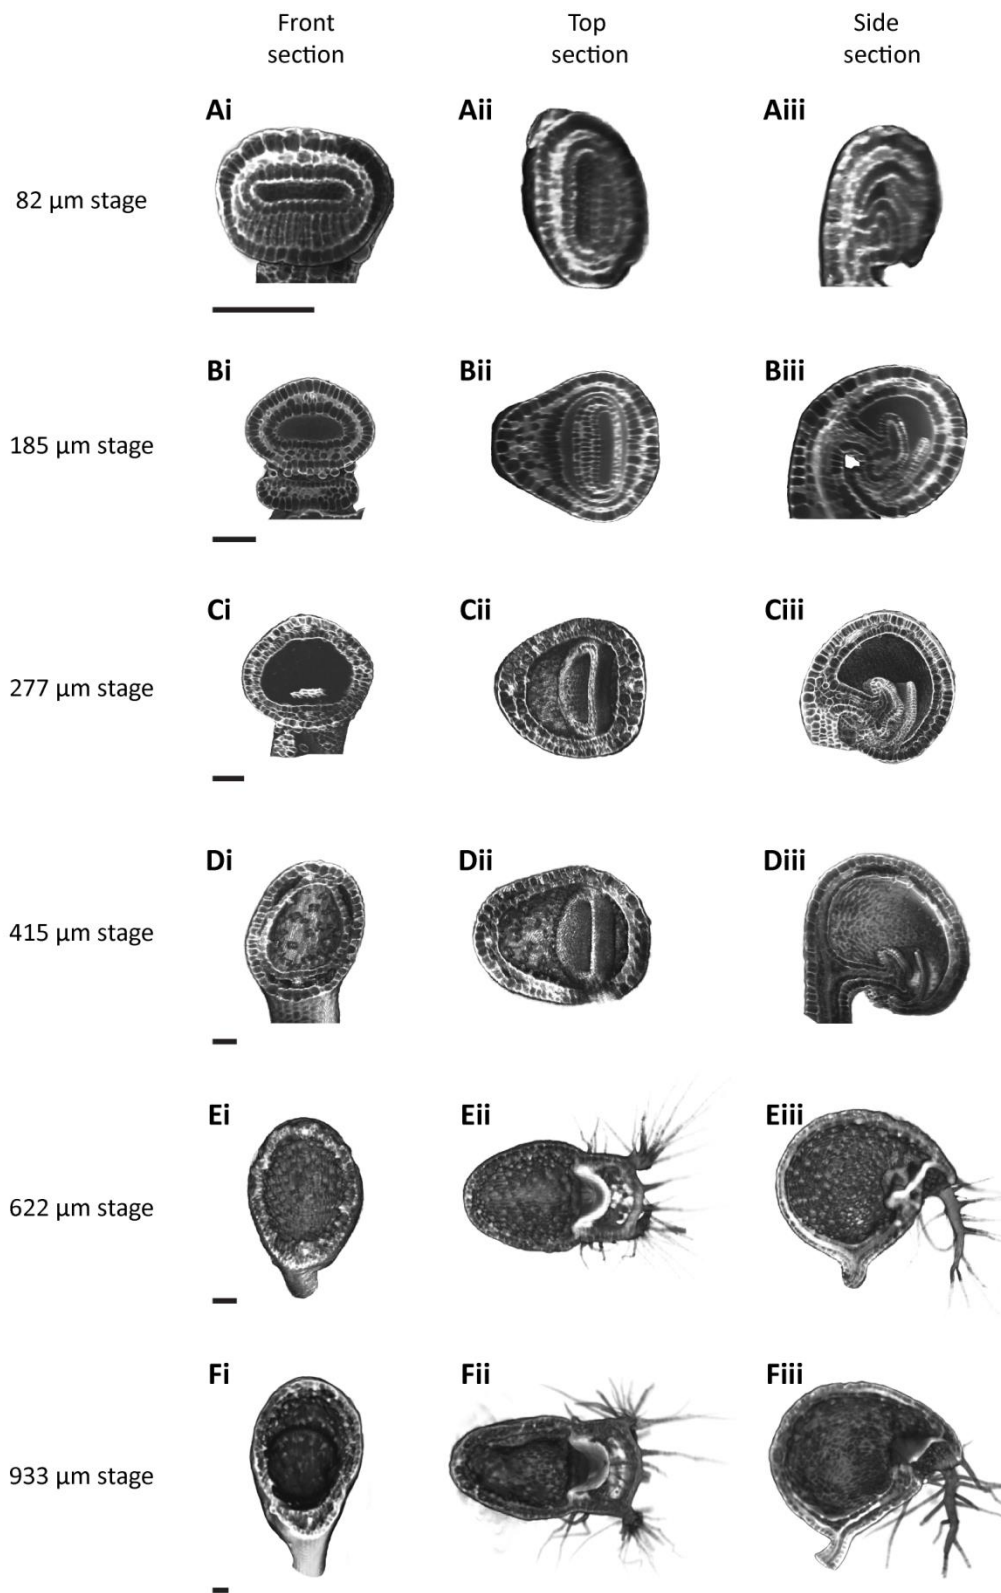 Front
section
Top
section
Side
section
Ai
Aii
Aiii
82 µm stage
Bi
Bii
Biii
185 µm stage
Ci
Cii
Ciii
277 µm stage
Di
Dii
Diii
415 µm stage
Ei
Eii
Eiii
622 µm stage
Fi
Fii
Fiii
933 µm stage